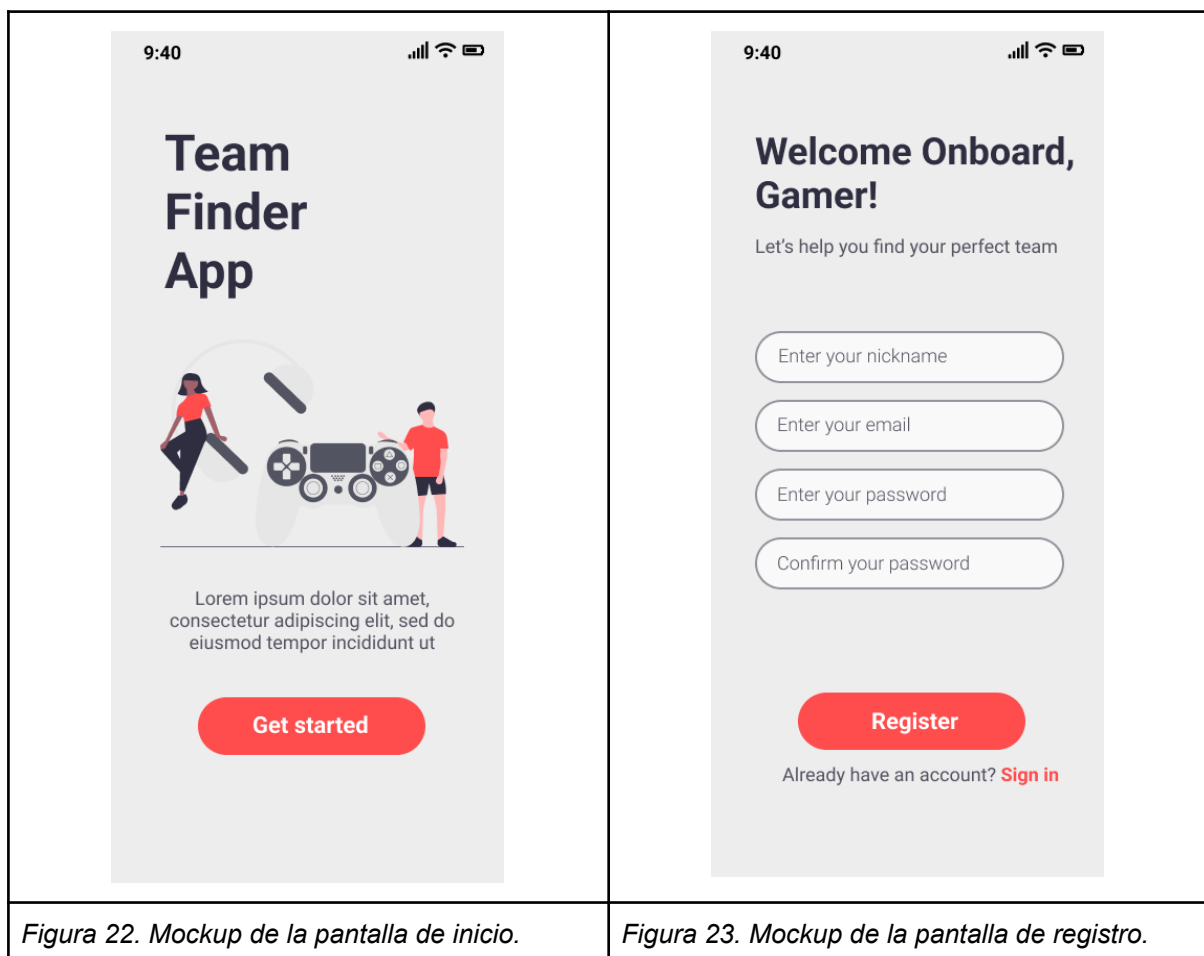 9:40
Team
Finder
App
Lorem ipsum dolor sit amet,
consectetur adipiscing elit, sed do
eiusmod tempor incididunt ut
Get started
Figura 22. Mockup de la pantalla de inicio.
9:40
Welcome Onboard,
Gamer!
Let's help you find your perfect team
Enter your nickname
Enter your email
Enter your password
Confirm your password
Register
Already have an account? Sign in
Figura 23. Mockup de la pantalla de registro.